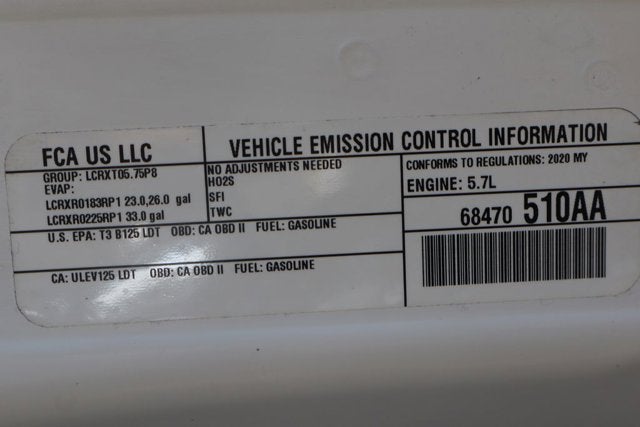 FCA US LLC
GROUP: LCRXT05.75P8
EVAP:
LCRXR0183RP1 23.0,26.0 gal
LCRXR0225RP1 33.0 gal
VEHICLE EMISSION CONTROL INFORMATION
NO ADJUSTMENTS NEEDED
HO2S
SFI
TWC
CONFORMS TO REGULATIONS: 2020 MY
ENGINE: 5.7L
68470 510AA
U.S. EPA: T3 B125 LDT OBD: CA OBD II FUEL: GASOLINE
CA: ULEV125 LDT OBD: CA OBD II FUEL: GASOLINE